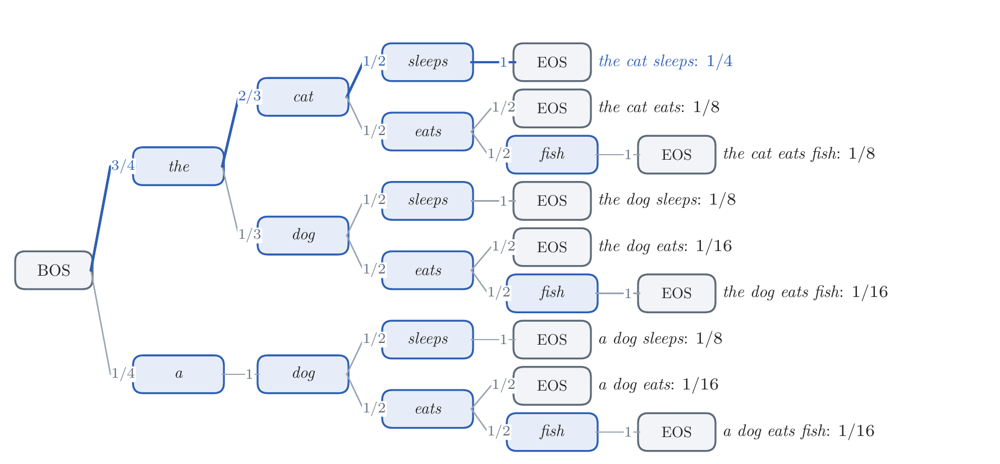 1/2 sleeps 1 EOS the cat sleeps: 1/4
2/3 cat
1/2 EOS the cat eats: 1/8
1/2 eats
1/2 fish 1 EOS the cat eats fish: 1/8
3/4 the
1/2 sleeps 1 EOS the dog sleeps: 1/8
1/3 dog
1/2 EOS the dog eats: 1/16
BOS
1/2 eats
1/2 fish 1 EOS the dog eats fish: 1/16
1/2 sleeps 1 EOS a dog sleeps: 1/8
1/4 a 1 dog
1/2 EOS a dog eats: 1/16
1/2 eats
1/2 fish 1 EOS a dog eats fish: 1/16